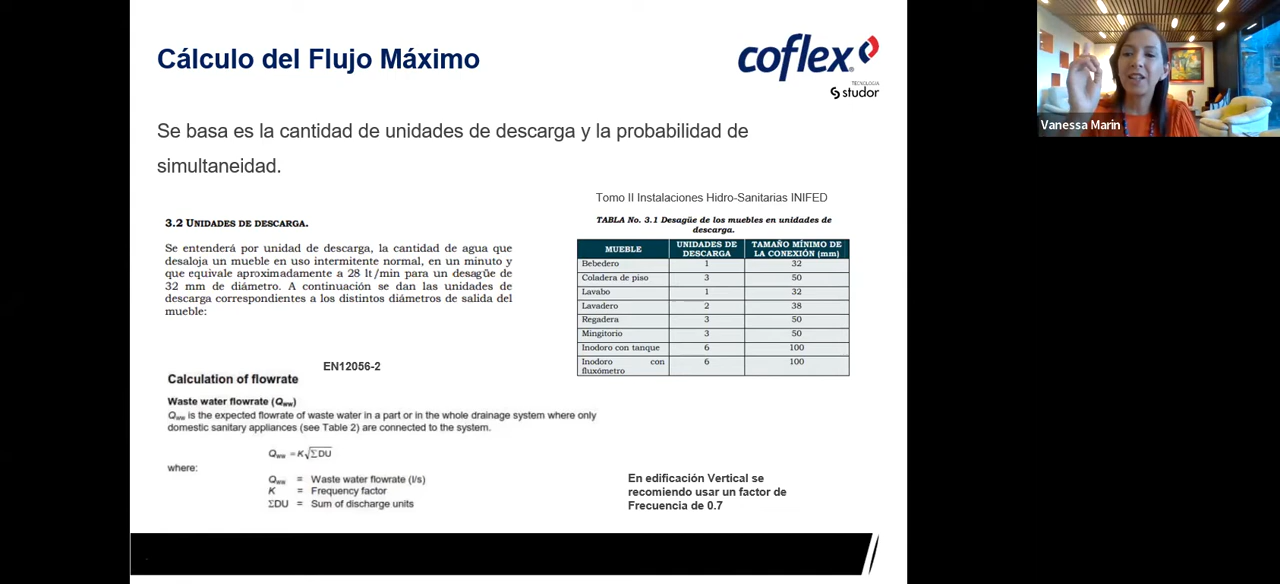 Cálculo del Flujo Máximo
coflex
TECNOLOGIA
studor
Vanessa Marin
Se basa es la cantidad de unidades de descarga y la probabilidad de
simultaneidad.
3.2 UNIDADES DE DESCARGA.
Se entenderá por unidad de descarga, la cantidad de agua que
desaloja un mueble en uso intermitente normal, en un minuto y
que equivale aproximadamente a 28 lt/min para un desagüe de
32 mm de diámetro. A continuación se dan las unidades de
descarga correspondientes a los distintos diámetros de salida del
mueble:
Tomo II Instalaciones Hidro-Sanitarias INIFED
TABLA No. 3.1 Desagüe de los muebles en unidades de
descarga.
MUEBLE UNIDADES DE DESCARGA TAMAÑO MÍNIMO DE LA CONEXIÓN (mm)
Bebedero 1 32
Coladera de piso 3 50
Lavabo 1 32
Lavadero 2 38
Regadera 3 50
Mingitorio 3 50
Inodoro con tanque 6 100
Inodoro con fluxómetro 6 100
EN12056-2
Calculation of flowrate
Waste water flowrate (Qww)
Qww is the expected flowrate of waste water in a part or in the whole drainage system where only
domestic sanitary appliances (see Table 2) are connected to the system.
Qww = K√ΣDU
where:
Qww = Waste water flowrate (l/s)
K = Frequency factor
ΣDU = Sum of discharge units
En edificación Vertical se
recomiendo usar un factor de
Frecuencia de 0.7